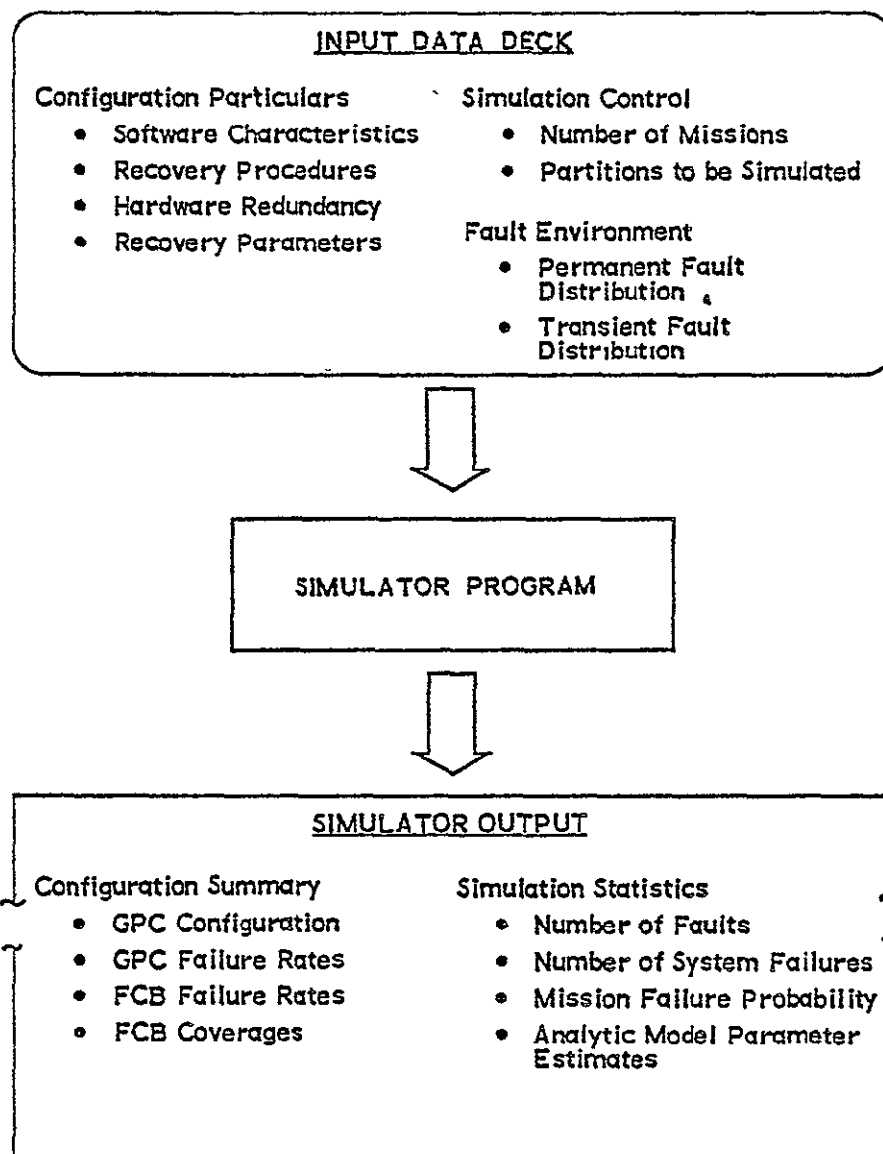 INPUT DATA DECK
Configuration Particulars
• Software Characteristics
• Recovery Procedures
• Hardware Redundancy
• Recovery Parameters
Simulation Control
• Number of Missions
• Partitions to be Simulated
Fault Environment
• Permanent Fault
Distribution
• Transient Fault
Distribution
SIMULATOR PROGRAM
SIMULATOR OUTPUT
Configuration Summary
• GPC Configuration
• GPC Failure Rates
• FCB Failure Rates
• FCB Coverages
Simulation Statistics
• Number of Faults
• Number of System Failures
• Mission Failure Probability
• Analytic Model Parameter
Estimates